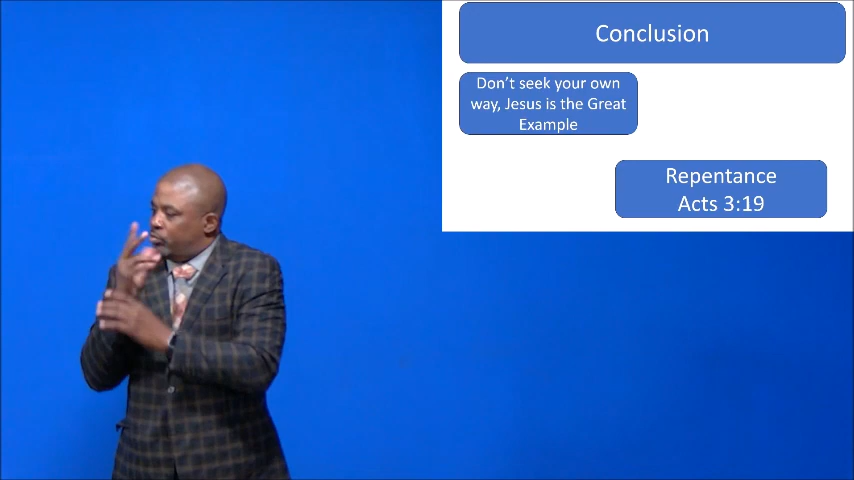 Conclusion
Don't seek your own
way, Jesus is the Great
Example
Repentance
Acts 3:19